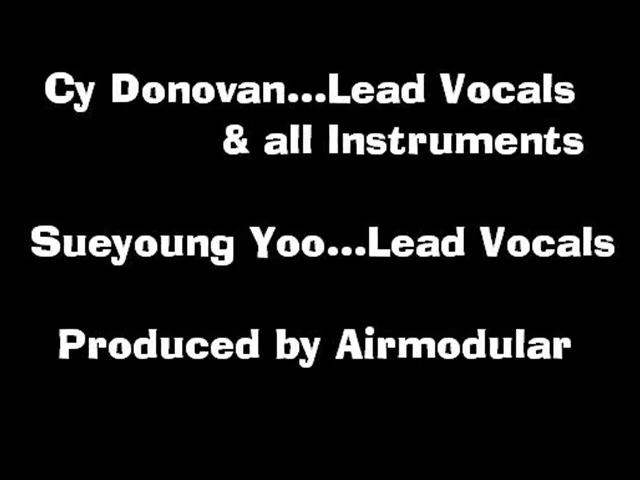 Cy Donovan...Lead Vocals
& all Instruments
Sueyoung Yoo...Lead Vocals
Produced by Airmodular